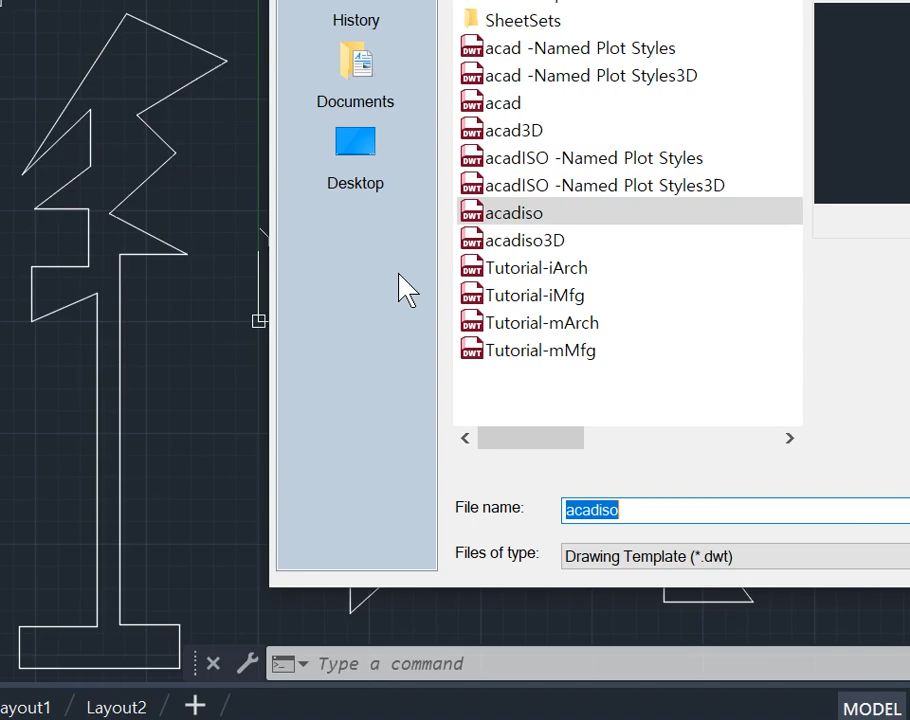 History
Documents
Desktop
SheetSets
DWT acad -Named Plot Styles
DWT acad -Named Plot Styles3D
DWT acad
DWT acad3D
DWT acadISO -Named Plot Styles
DWT acadISO -Named Plot Styles3D
DWT acadiso
DWT acadiso3D
DWT Tutorial-iArch
DWT Tutorial-iMfg
DWT Tutorial-mArch
DWT Tutorial-mMfg
File name: acadiso
Files of type: Drawing Template (*.dwt)
Type a command
ayout1 Layout2 + MODEL